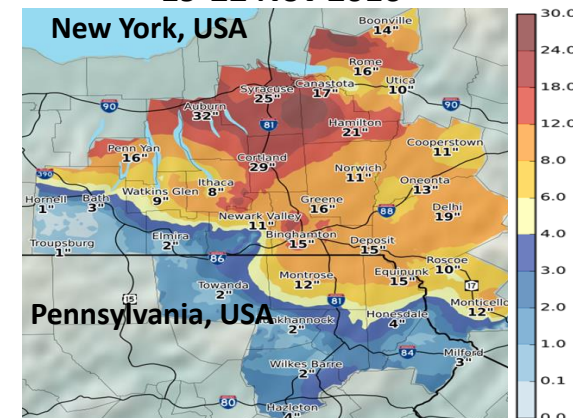 New York, USA
Boonville
14"
Rome
16"
Utica
10"
Canastota
17"
Syracuse
25"
Auburn
32"
90
90
81
Hamilton
21"
Cooperstown
11"
Penn Yan
16"
Cortland
29"
Norwich
11"
Oneonta
13"
390
Hornell
1"
Bath
3"
Watkins Glen
9"
Ithaca
8"
Greene
16"
88
Delhi
19"
Newark Valley
11"
Binghamton
15"
Deposit
15"
Troupsburg
1"
Elmira
2"
86
Roscoe
10"
Montrose
12"
Equinunk
15"
17
Towanda
2"
Monticello
12"
15
81
Pennsylvania, USA
2"
Honesdale
4"
84
Milford
3"
Wilkes Barre
2"
80
Hazleton
30.0
24.0
18.0
12.0
8.0
6.0
4.0
3.0
2.0
1.0
0.1
0.0